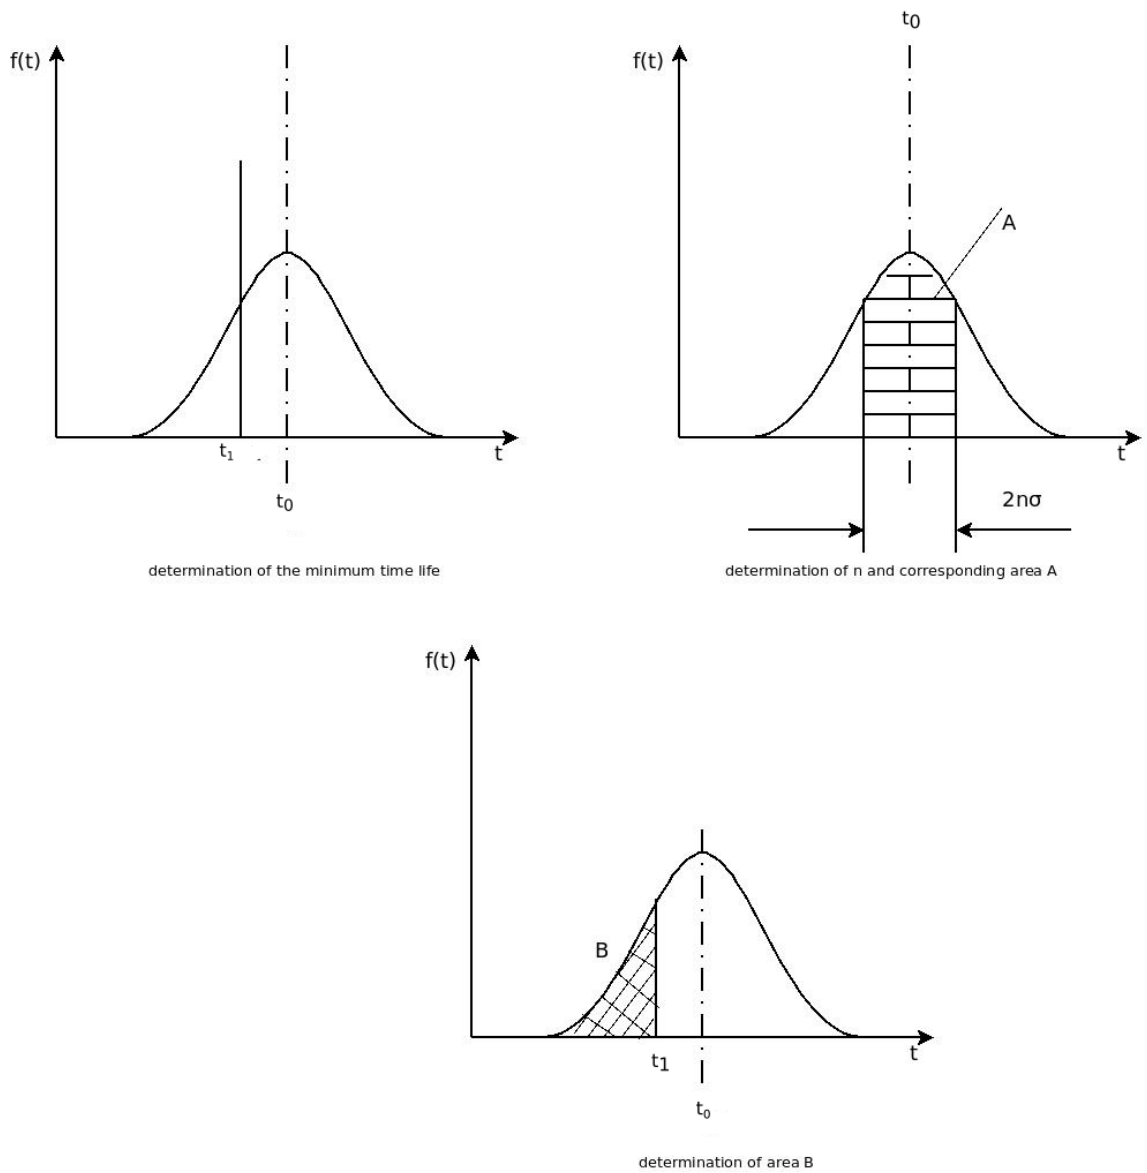 t₀
f(t)
f(t)
A
t₁
t
t
t₀
2nσ
determination of the minimum time life
determination of n and corresponding area A
f(t)
B
t
t₁
t₀
determination of area B